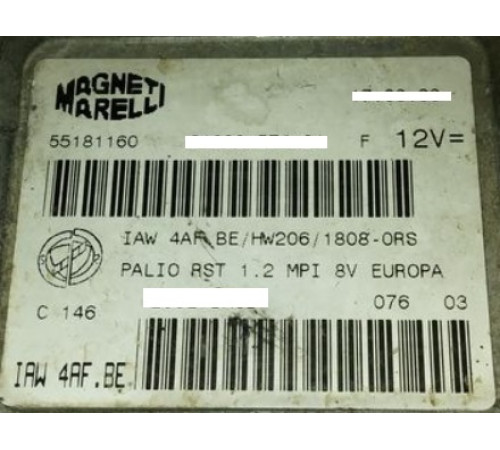 MAGNETI
MARELLI
55181160 F 12V=
IAW 4AF.BE/HW206/1808-0RS
PALIO RST 1.2 MPI 8V EUROPA
C 146 076 03
IAW 4AF.BE